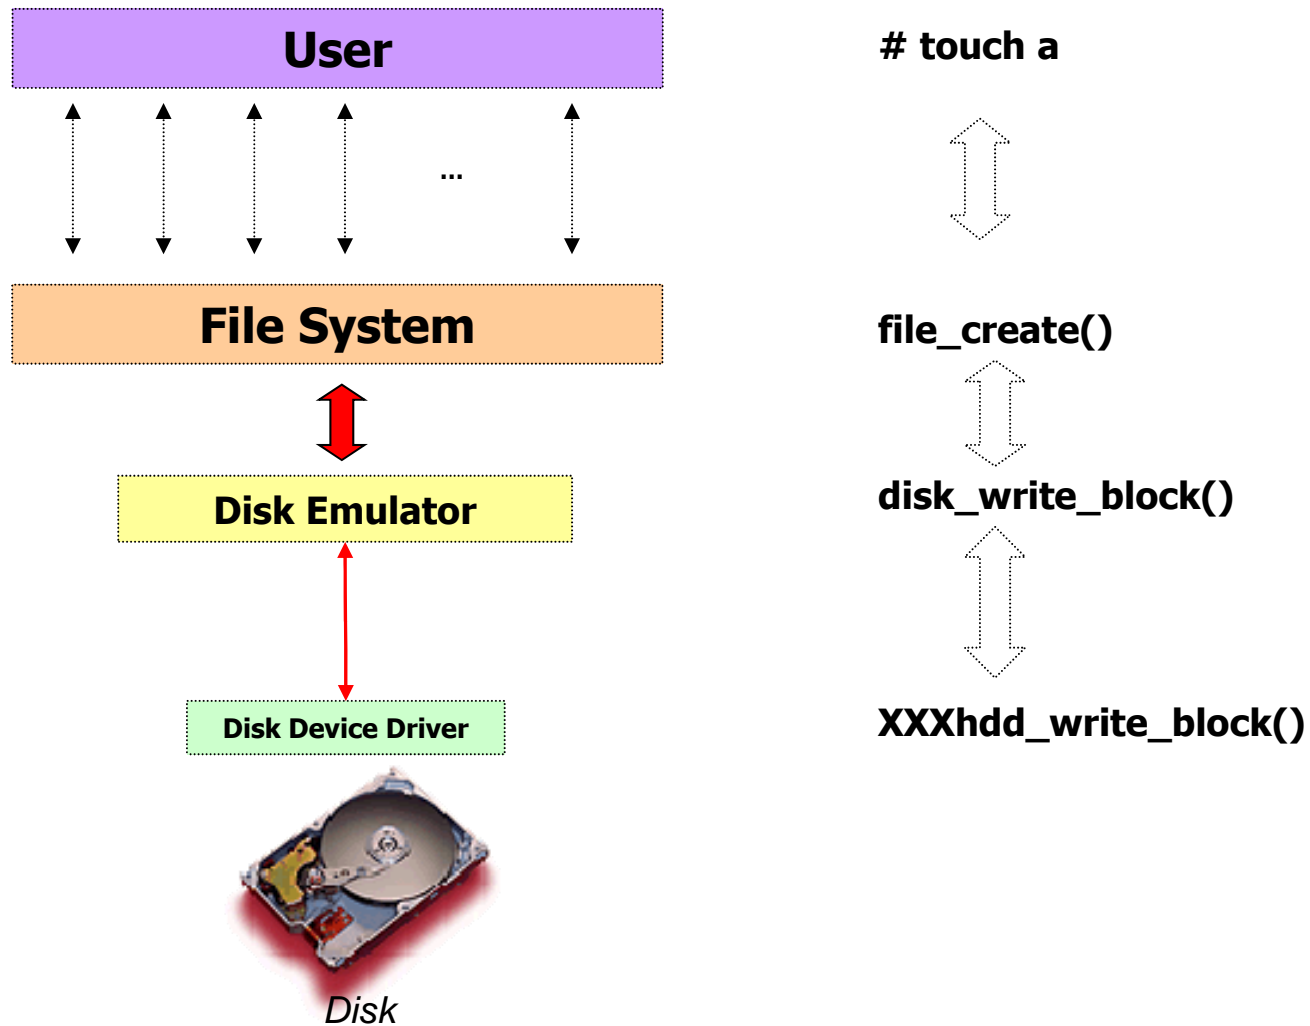 User
# touch a
...
File System
file_create()
Disk Emulator
disk_write_block()
Disk Device Driver
XXXhdd_write_block()
Disk